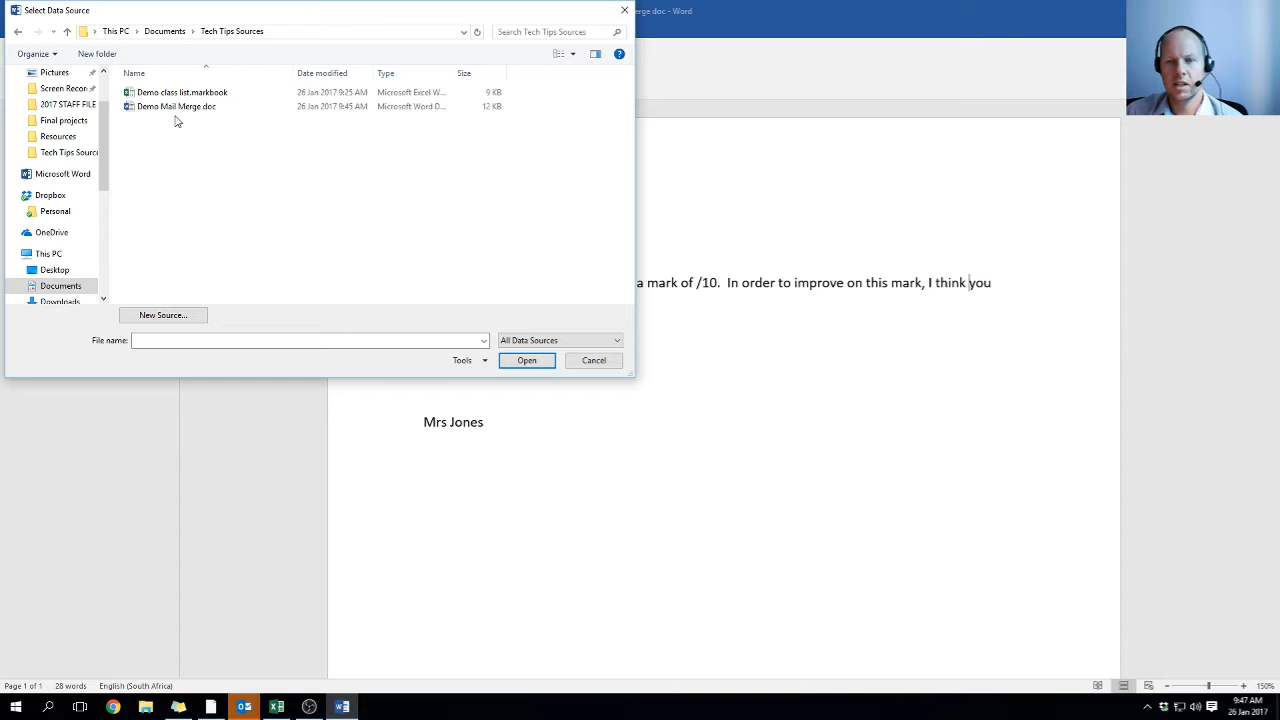 Select Data Source
erge doc - Word
This PC Documents Tech Tips Sources
Search Tech Tips Sources
Organize
New folder
Name Date modified Type Size
Pictures
Screen Recor
2017 STAFF FILE
Final projects
Resources
Tech Tips Sourc
Microsoft Word
Dropbox
Personal
OneDrive
This PC
Desktop
Documents
Downloads
Demo class list.markbook 26 Jan 2017 9:25 AM Microsoft Excel W... 9 KB
Demo Mail Merge doc 26 Jan 2017 9:45 AM Microsoft Word D... 12 KB
a mark of /10. In order to improve on this mark, I think you
New Source...
File name:
All Data Sources
Tools
Open
Cancel
Mrs Jones
Page 1 of 1 28 words English (South Africa)
150%
9:47 AM
26 Jan 2017